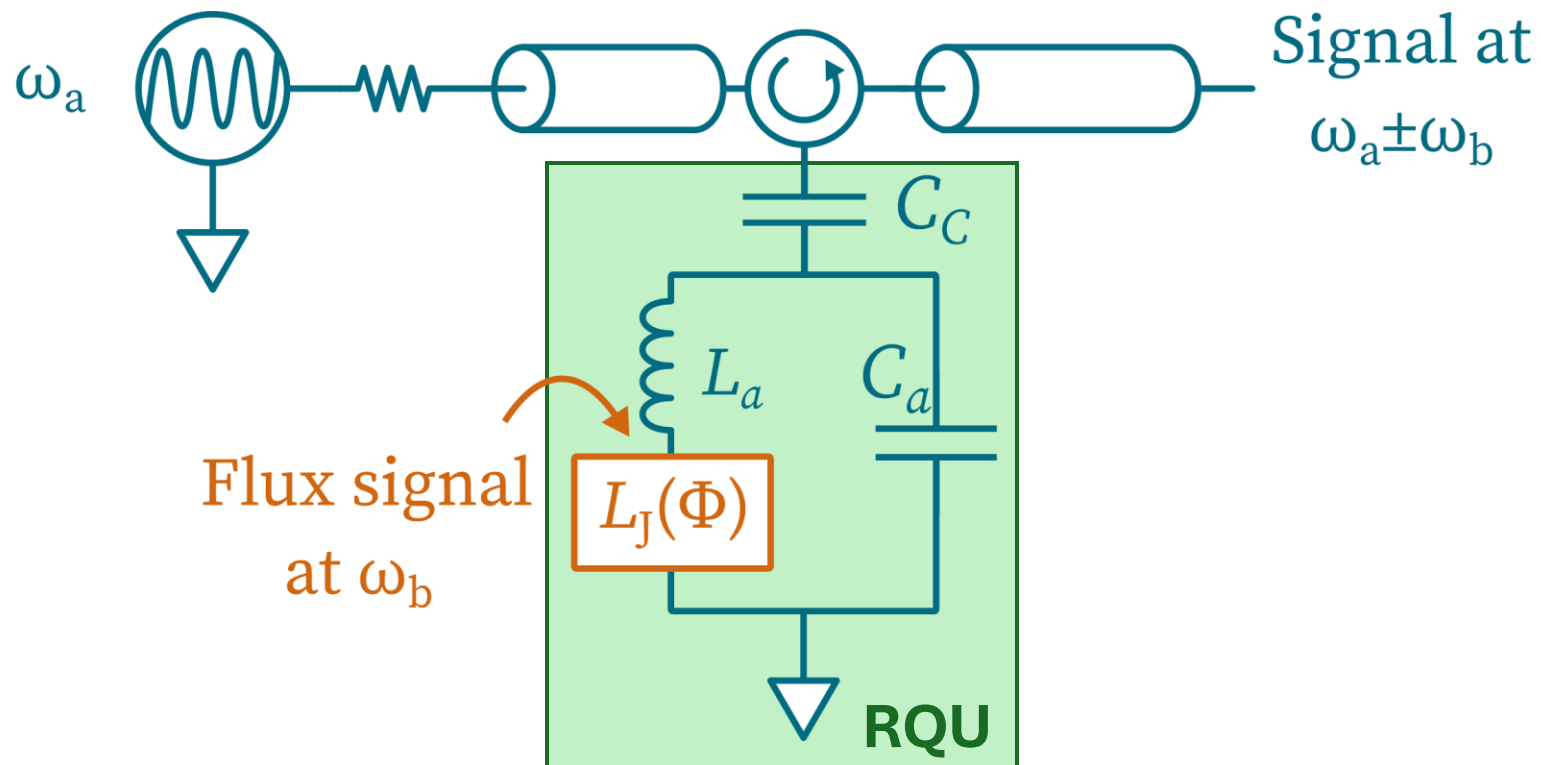 ωa
Signal at
ωa±ωb
CC
La
Ca
Flux signal
at ωb
LJ(Φ)
RQU